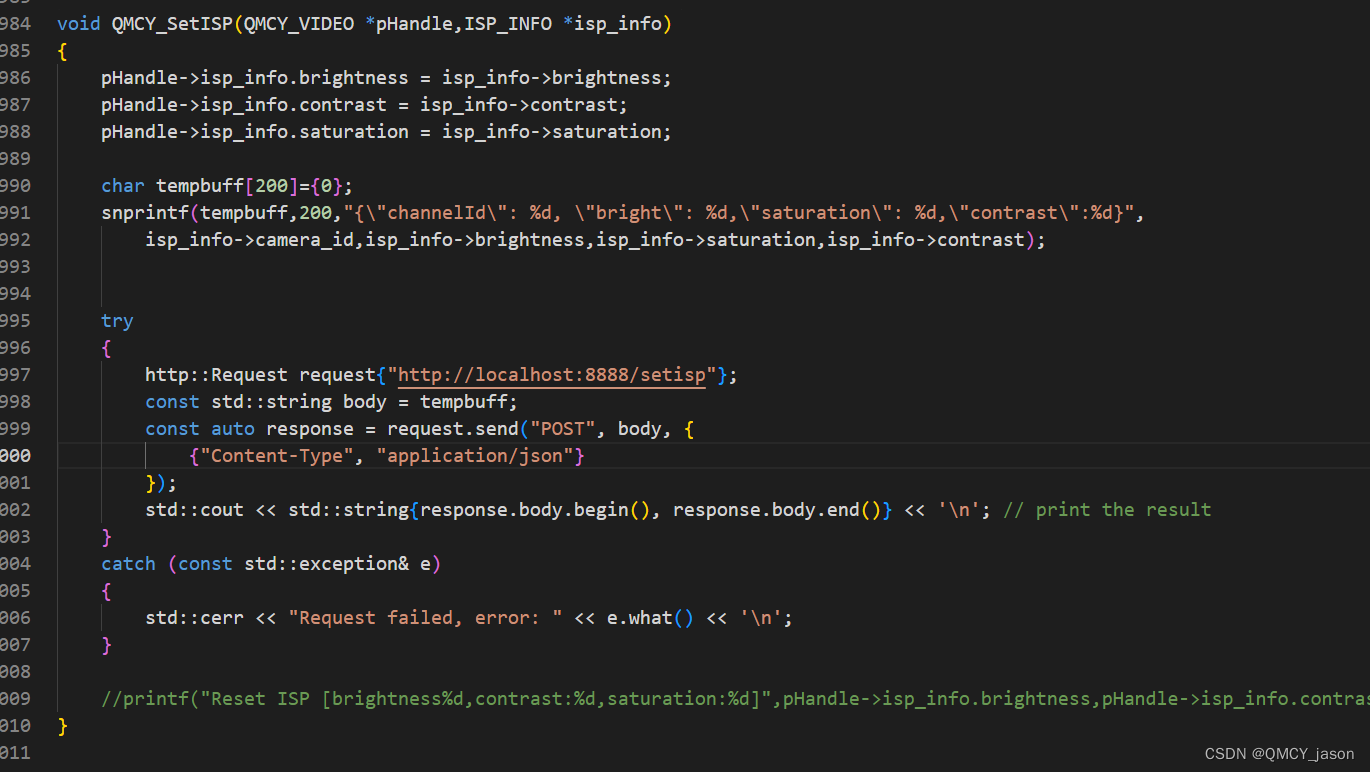 984 void QMCY_SetISP(QMCY_VIDEO *pHandle,ISP_INFO *isp_info)
985 {
986     pHandle->isp_info.brightness = isp_info->brightness;
987     pHandle->isp_info.contrast = isp_info->contrast;
988     pHandle->isp_info.saturation = isp_info->saturation;
989
990     char tempbuff[200]={0};
991     snprintf(tempbuff,200,"{\"channelId\": %d, \"bright\": %d,\"saturation\": %d,\"contrast\":%d}",
992         isp_info->camera_id,isp_info->brightness,isp_info->saturation,isp_info->contrast);
993
994
995     try
996     {
997         http::Request request{"http://localhost:8888/setisp"};
998         const std::string body = tempbuff;
999         const auto response = request.send("POST", body, {
000             {"Content-Type", "application/json"}
001         });
002         std::cout << std::string{response.body.begin(), response.body.end()} << '\n'; // print the result
003     }
004     catch (const std::exception& e)
005     {
006         std::cerr << "Request failed, error: " << e.what() << '\n';
007     }
008
009     //printf("Reset ISP [brightness%d,contrast:%d,saturation:%d]",pHandle->isp_info.brightness,pHandle->isp_info.contras
010 }
011
CSDN @QMCY_jason